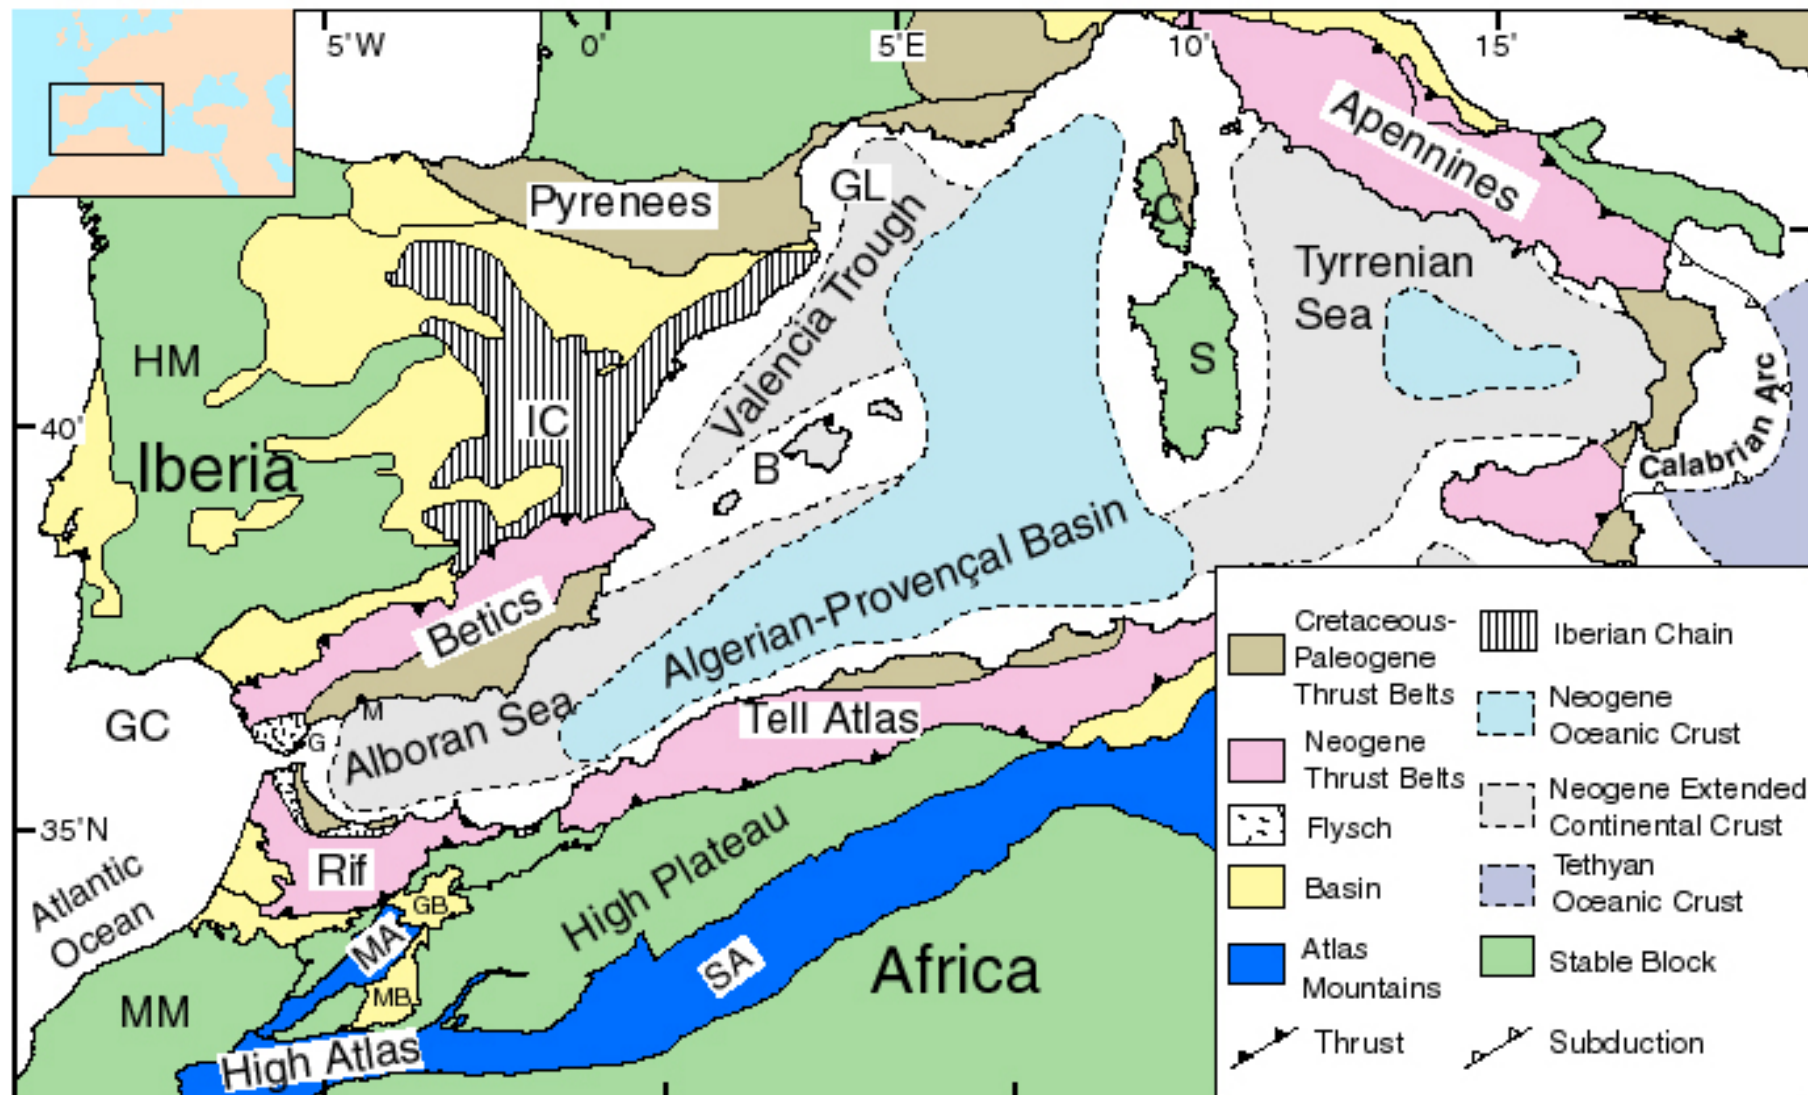 5°W
0°
5°E
10°
15°
Apennines
Pyrenees
GL
C
Tyrrenian
Sea
Valencia Trough
HM
S
IC
40°
Iberia
B
Calabrian Arc
Algerian-Provençal Basin
Betics
M
GC
G
Alboran Sea
Tell Atlas
35°N
Rif
High Plateau
Atlantic
Ocean
GB
MA
SA
Africa
MB
MM
High Atlas
Cretaceous-
Paleogene
Thrust Belts
Neogene
Thrust Belts
Flysch
Basin
Atlas
Mountains
Thrust
Iberian Chain
Neogene
Oceanic Crust
Neogene Extended
Continental Crust
Tethyan
Oceanic Crust
Stable Block
Subduction